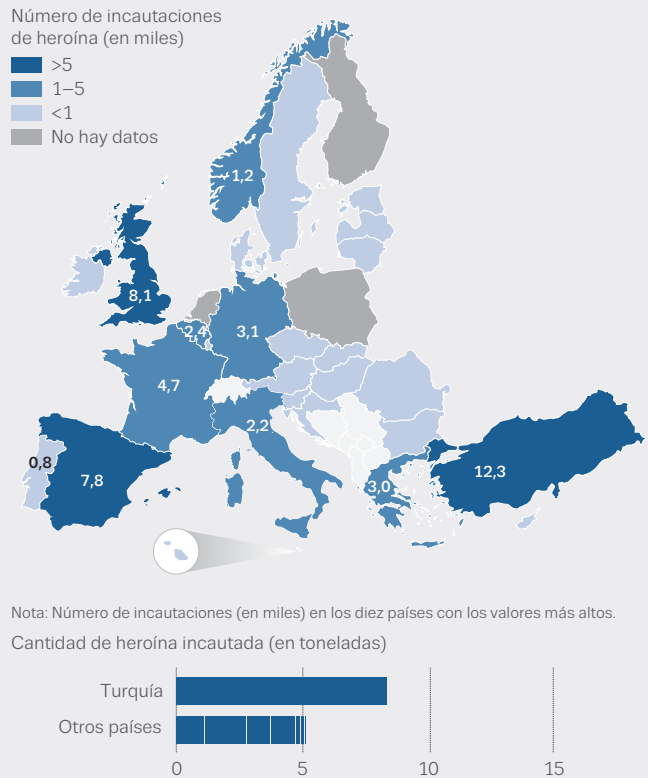 Número de incautaciones
de heroína (en miles)
>5
1–5
<1
No hay datos
1,2
8,1
2,4
3,1
4,7
2,2
0,8
7,8
3,0
12,3
Nota: Número de incautaciones (en miles) en los diez países con los valores más altos.
Cantidad de heroína incautada (en toneladas)
Turquía
Otros países
0 5 10 15